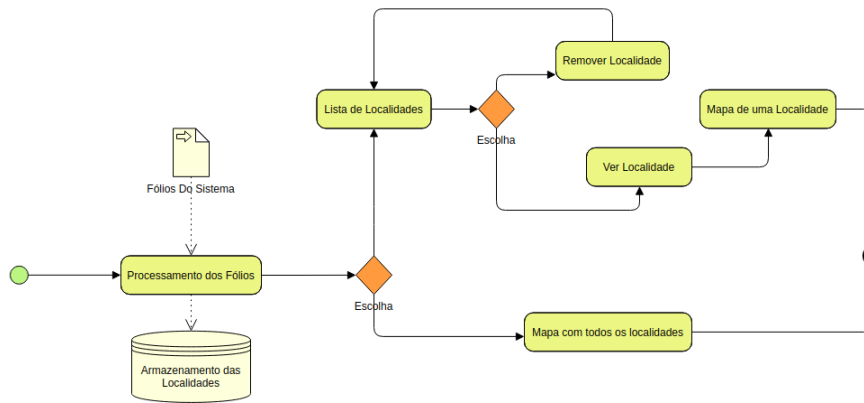 Remover Localidade
Lista de Localidades
Mapa de uma Localidade
Escolha
Ver Localidade
Fólios Do Sistema
Processamento dos Fólios
Escolha
Mapa com todos os localidades
Armazenamento das
Localidades